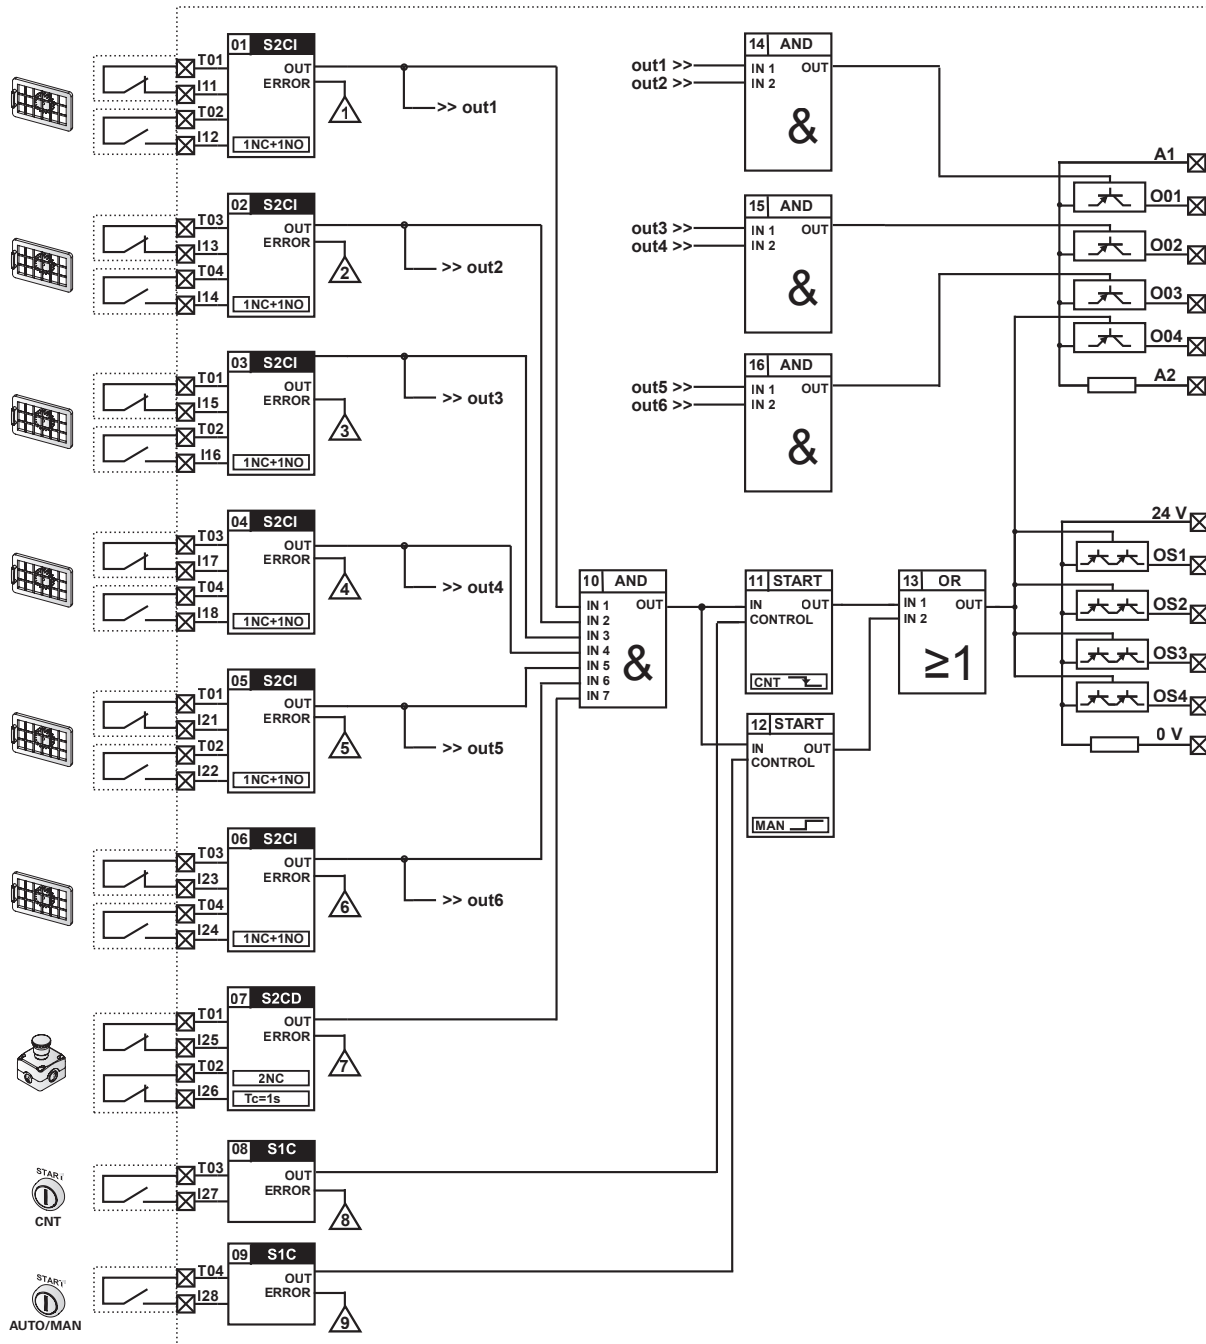 01 S2CI
T01
I11
T02
I12
OUT
ERROR
1
1NC+1NO
>> out1
02 S2CI
T03
I13
T04
I14
OUT
ERROR
2
1NC+1NO
>> out2
03 S2CI
T01
I15
T02
I16
OUT
ERROR
3
1NC+1NO
>> out3
04 S2CI
T03
I17
T04
I18
OUT
ERROR
4
1NC+1NO
>> out4
05 S2CI
T01
I21
T02
I22
OUT
ERROR
5
1NC+1NO
>> out5
06 S2CI
T03
I23
T04
I24
OUT
ERROR
6
1NC+1NO
>> out6
07 S2CD
T01
I25
T02
I26
OUT
ERROR
7
2NC
Tc=1s
START
CNT
08 S1C
T03
I27
OUT
ERROR
8
START
AUTO/MAN
09 S1C
T04
I28
OUT
ERROR
9
10 AND
IN 1 OUT
IN 2
IN 3
IN 4
IN 5
IN 6
IN 7
&
11 START
IN OUT
CONTROL
CNT
12 START
IN OUT
CONTROL
MAN
13 OR
IN 1 OUT
IN 2
≥1
14 AND
out1 >> IN 1 OUT
out2 >> IN 2
&
15 AND
out3 >> IN 1 OUT
out4 >> IN 2
&
16 AND
out5 >> IN 1 OUT
out6 >> IN 2
&
A1
O01
O02
O03
O04
A2
24 V
OS1
OS2
OS3
OS4
0 V